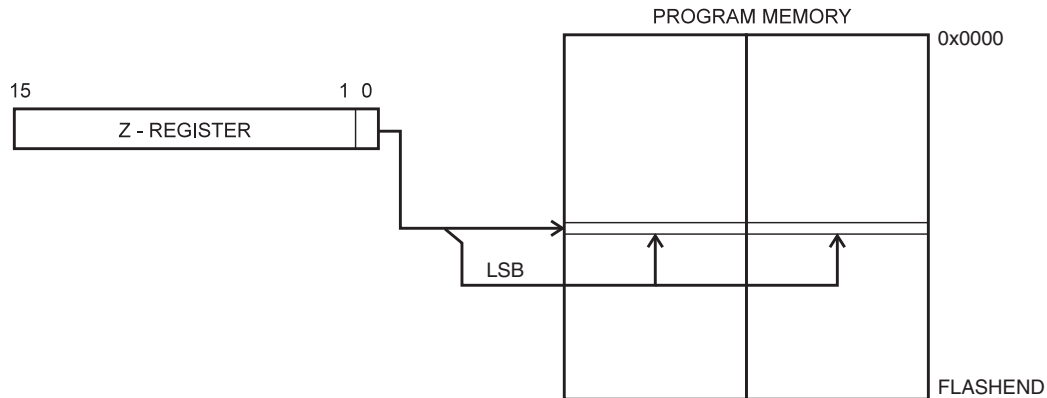 PROGRAM MEMORY
0x0000
15 1 0
Z - REGISTER
LSB
FLASHEND